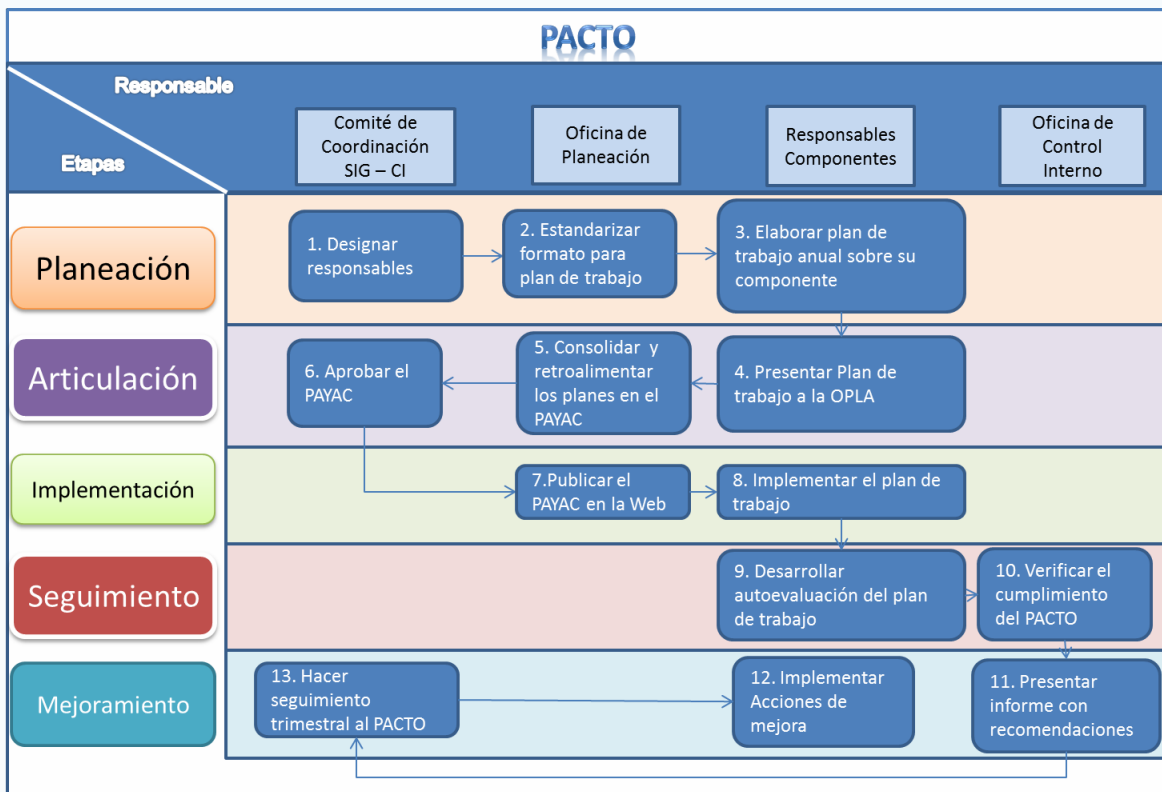 PACTO
Responsable
Etapas
Comité de
Coordinación
SIG – CI
Oficina de
Planeación
Responsables
Componentes
Oficina de
Control
Interno
Planeación
1. Designar
responsables
2. Estandarizar
formato para
plan de trabajo
3. Elaborar plan de
trabajo anual sobre su
componente
Articulación
6. Aprobar el
PAYAC
5. Consolidar y
retroalimentar
los planes en el
PAYAC
4. Presentar Plan de
trabajo a la OPLA
Implementación
7.Publicar el
PAYAC en la Web
8. Implementar el plan de
trabajo
Seguimiento
9. Desarrollar
autoevaluación del plan
de trabajo
10. Verificar el
cumplimiento
del PACTO
Mejoramiento
13. Hacer
seguimiento
trimestral al PACTO
12. Implementar
Acciones de
mejora
11. Presentar
informe con
recomendaciones